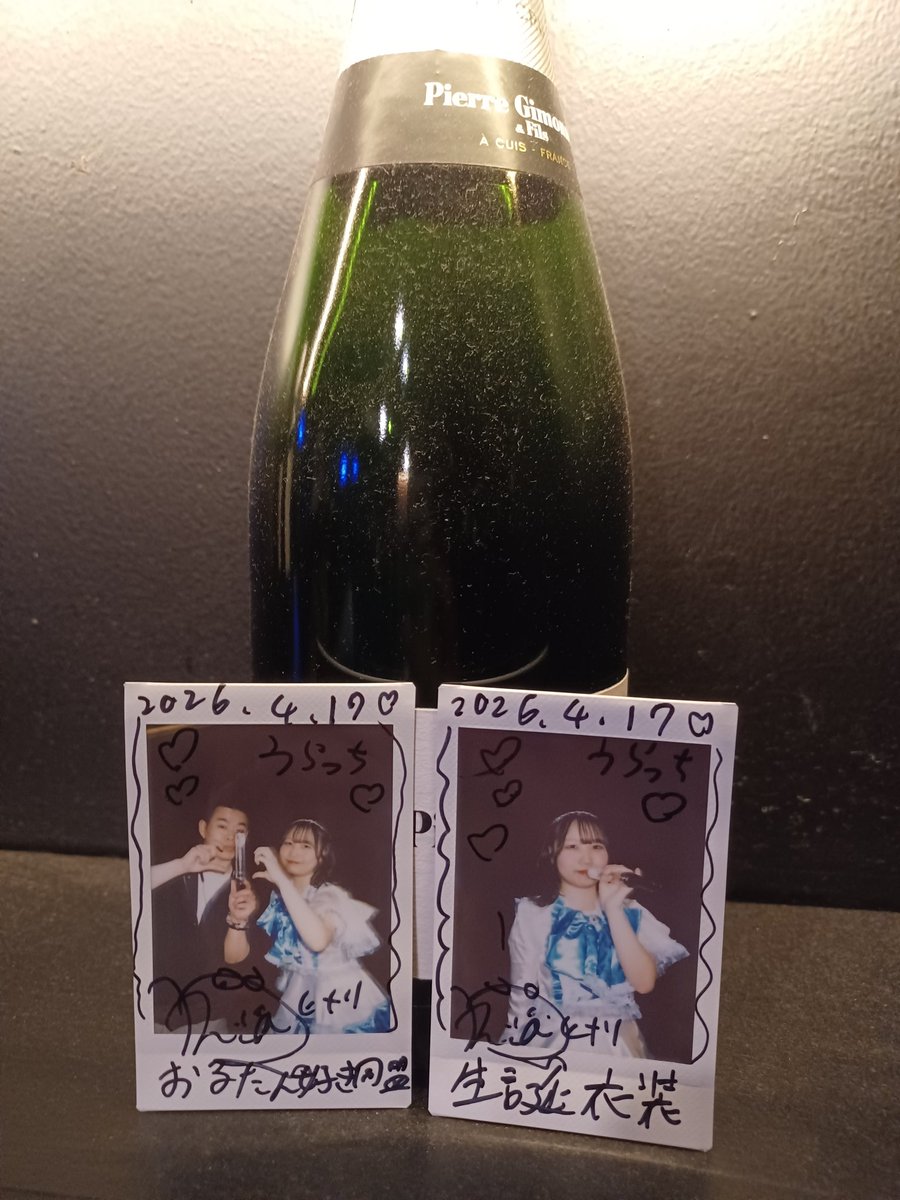 Pierre Gimon
& Fils
À CUIS - FRANCE
2026.4.17♡
うらっち
おるたん好き同盟
2026.4.17♡
うらっち
生誕衣装